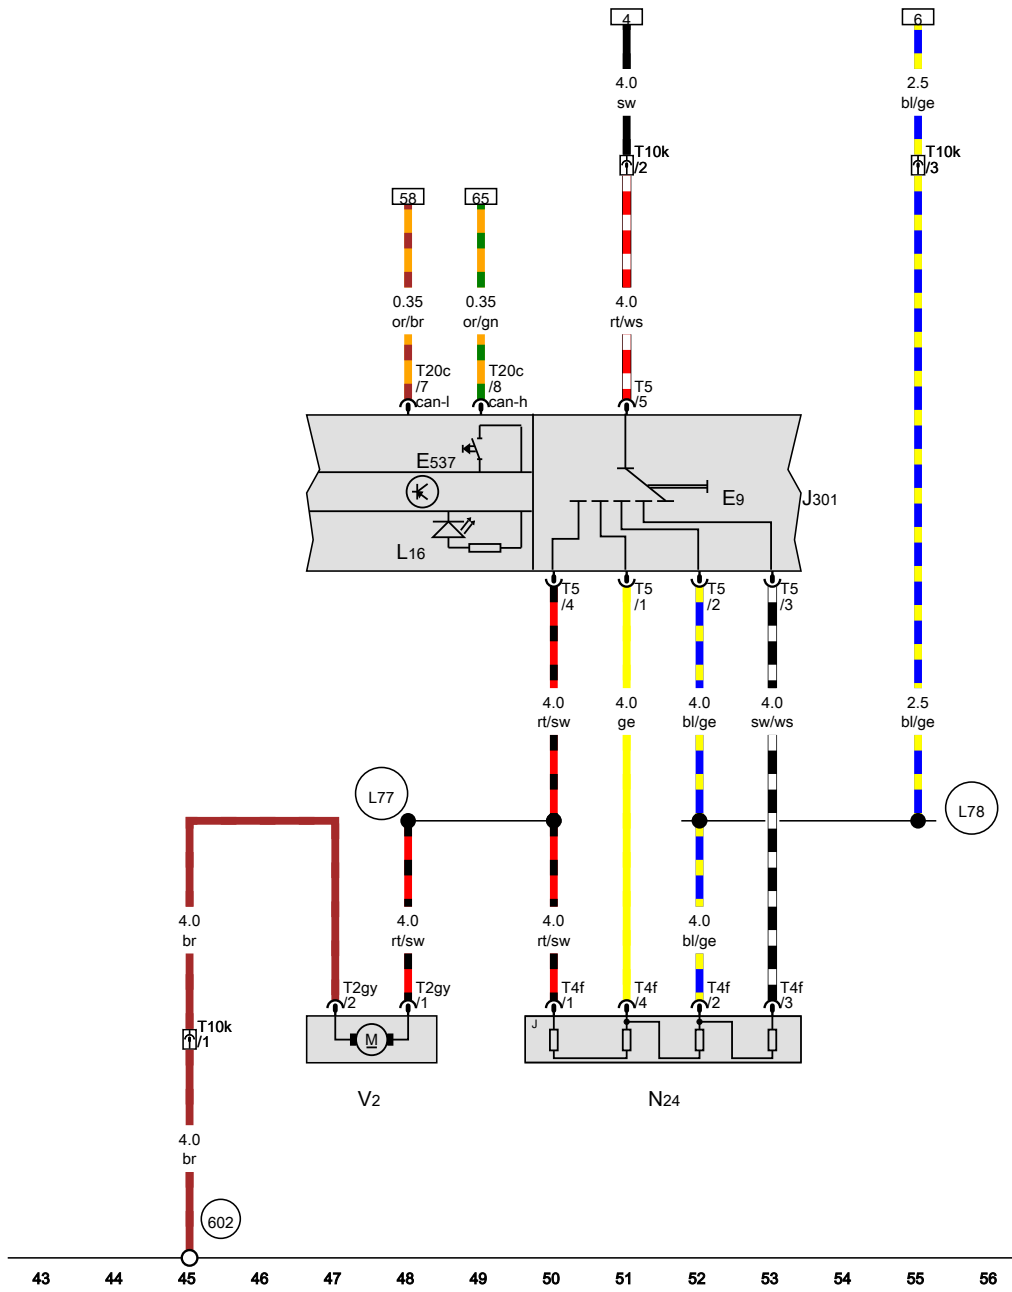 4
6
4.0
sw
2.5
bl/ge
T10k
/2
T10k
/3
58
65
0.35
or/br
0.35
or/gn
4.0
rt/ws
T20c
/7
can-l
T20c
/8
can-h
T5
/5
E537
E9
J301
L16
T5
/4
T5
/1
T5
/2
T5
/3
4.0
rt/sw
4.0
ge
4.0
bl/ge
4.0
sw/ws
2.5
bl/ge
L77
L78
4.0
br
4.0
rt/sw
4.0
rt/sw
4.0
bl/ge
T2gy
/2
T2gy
/1
T4f
/1
T4f
/4
T4f
/2
T4f
/3
T10k
/1
M
J
V2
N24
4.0
br
602
43 44 45 46 47 48 49 50 51 52 53 54 55 56